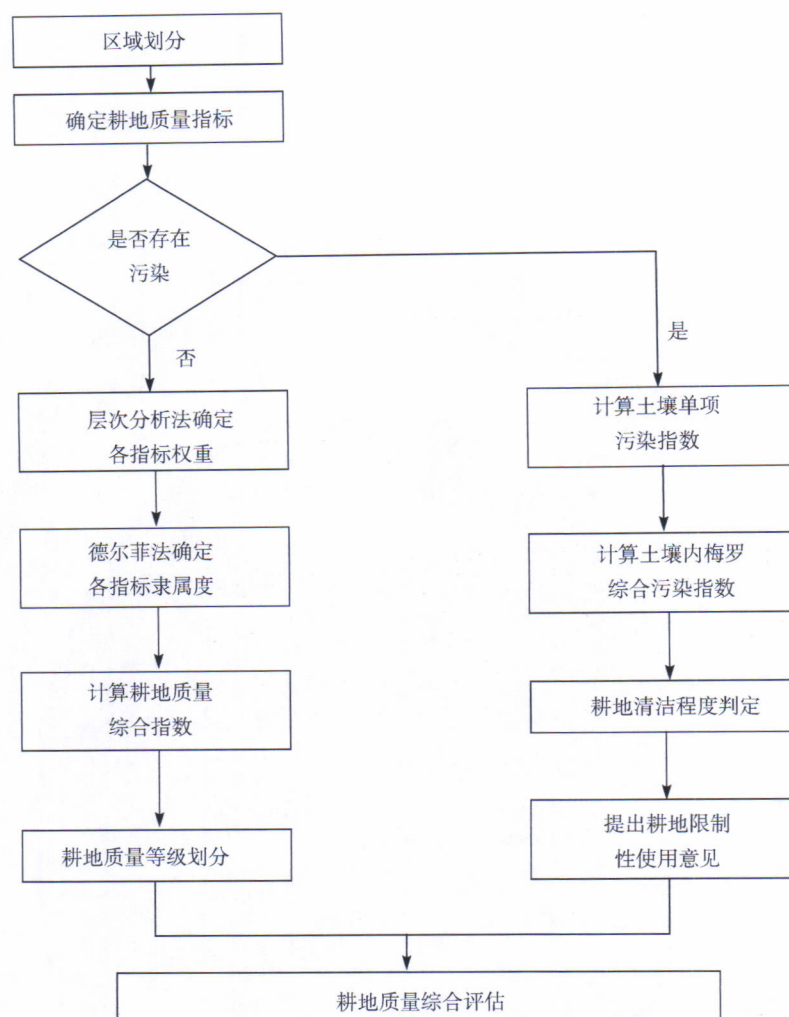 区域划分
确定耕地质量指标
是否存在
污染
否
是
层次分析法确定
各指标权重
德尔菲法确定
各指标隶属度
计算耕地质量
综合指数
耕地质量等级划分
计算土壤单项
污染指数
计算土壤内梅罗
综合污染指数
耕地清洁程度判定
提出耕地限制
性使用意见
耕地质量综合评估